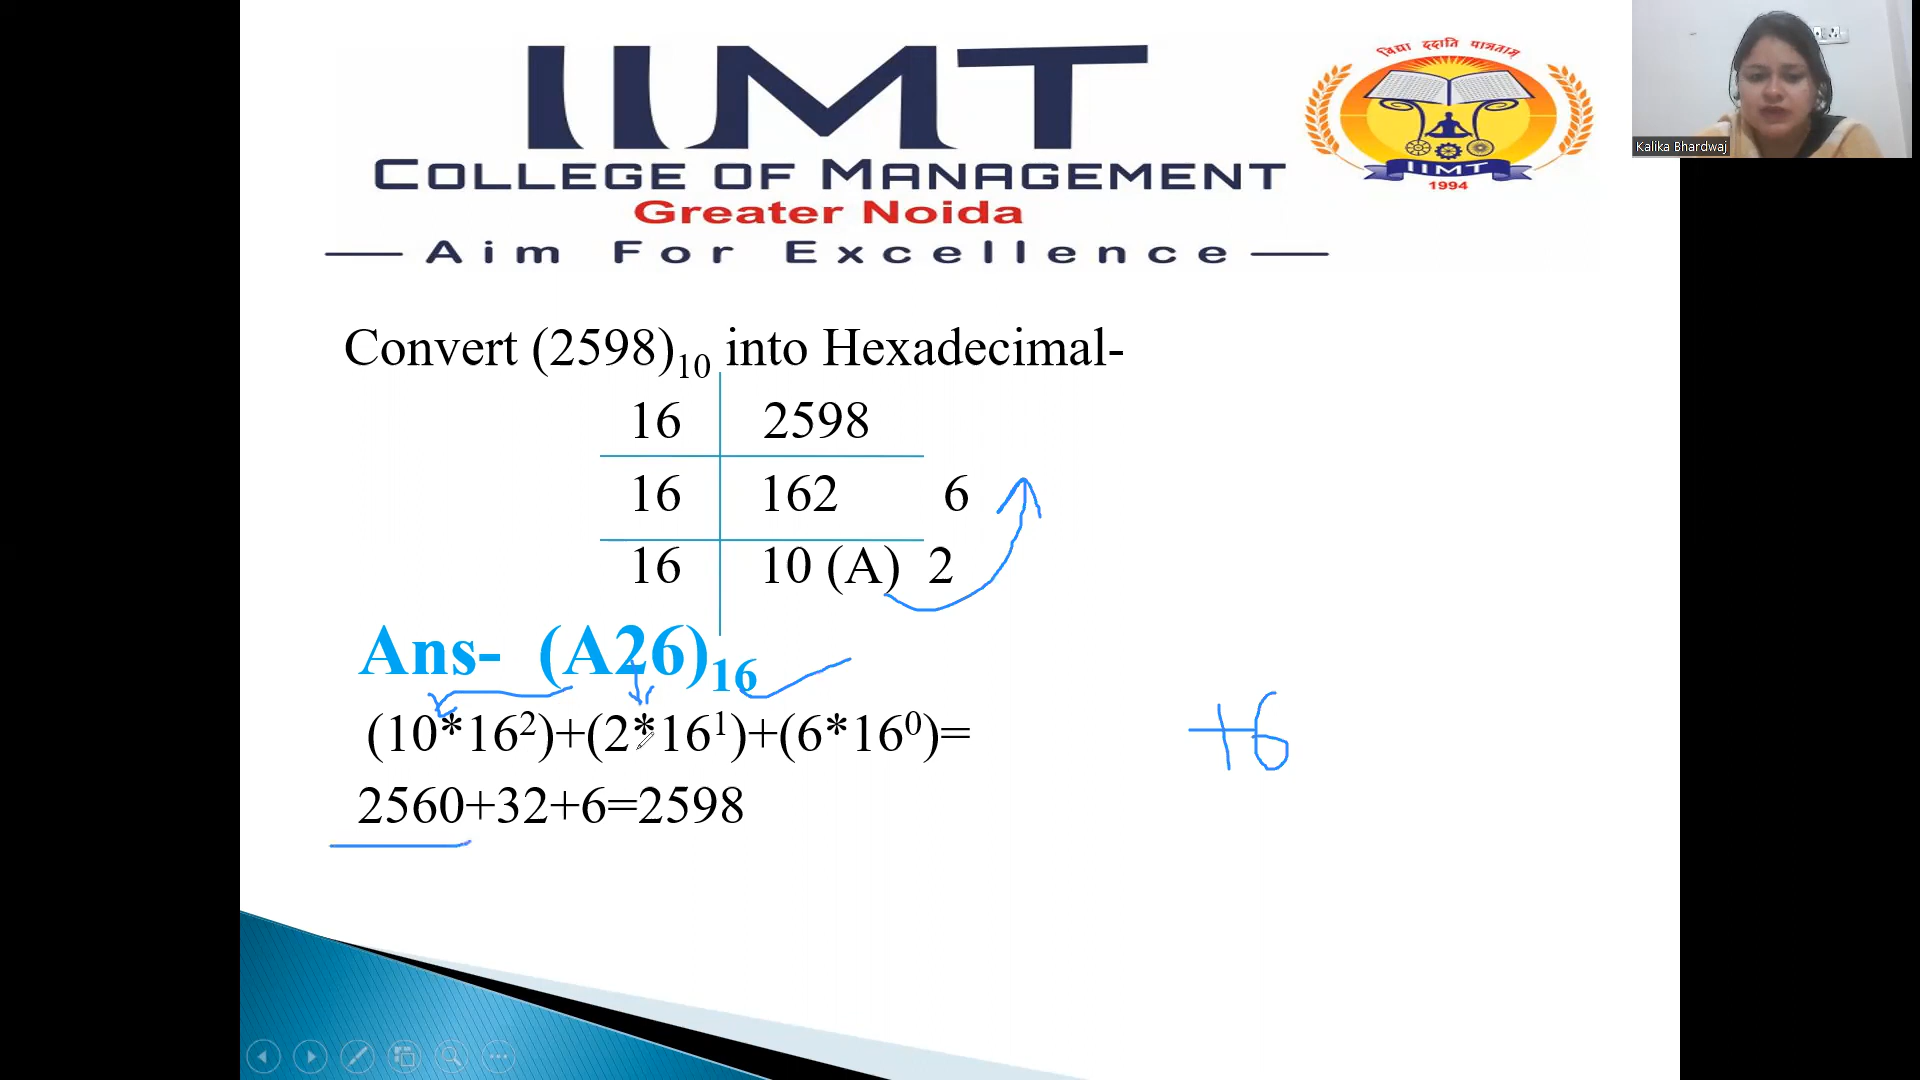 IIMT
COLLEGE OF MANAGEMENT
Greater Noida
Aim For Excellence
विद्या ददाति पात्रताम्
IIMT
1994
Kalika Bhardwaj
Convert (2598)₁₀ into Hexadecimal-
16 2598
16 162 6
16 10 (A) 2
Ans- (A26)₁₆
(10*16²)+(2*16¹)+(6*16⁰)=
+6
2560+32+6=2598